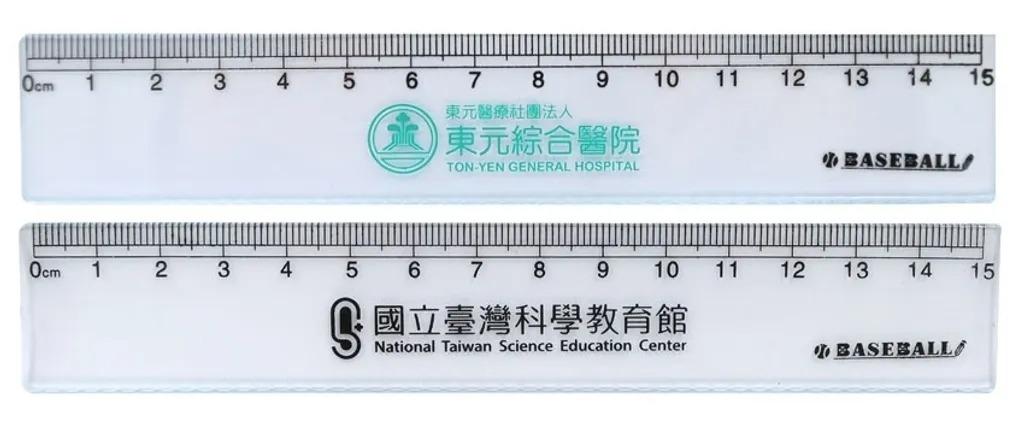 0cm 1 2 3 4 5 6 7 8 9 10 11 12 13 14 15
東元醫療社團法人
東元綜合醫院
TON-YEN GENERAL HOSPITAL
BASEBALL
0cm 1 2 3 4 5 6 7 8 9 10 11 12 13 14 15
國立臺灣科學教育館
National Taiwan Science Education Center
BASEBALL